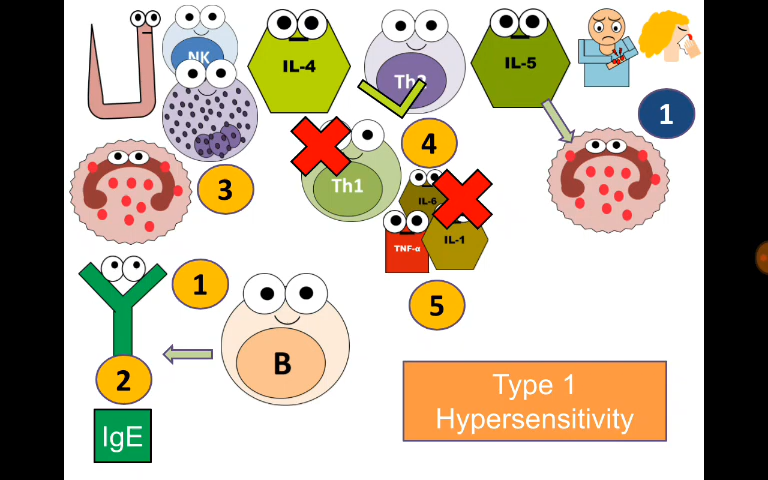 NK
IL-4
Th2
IL-5
1
3
4
Th1
IL-6
TNF-α
IL-1
1
5
B
2
IgE
Type 1
Hypersensitivity